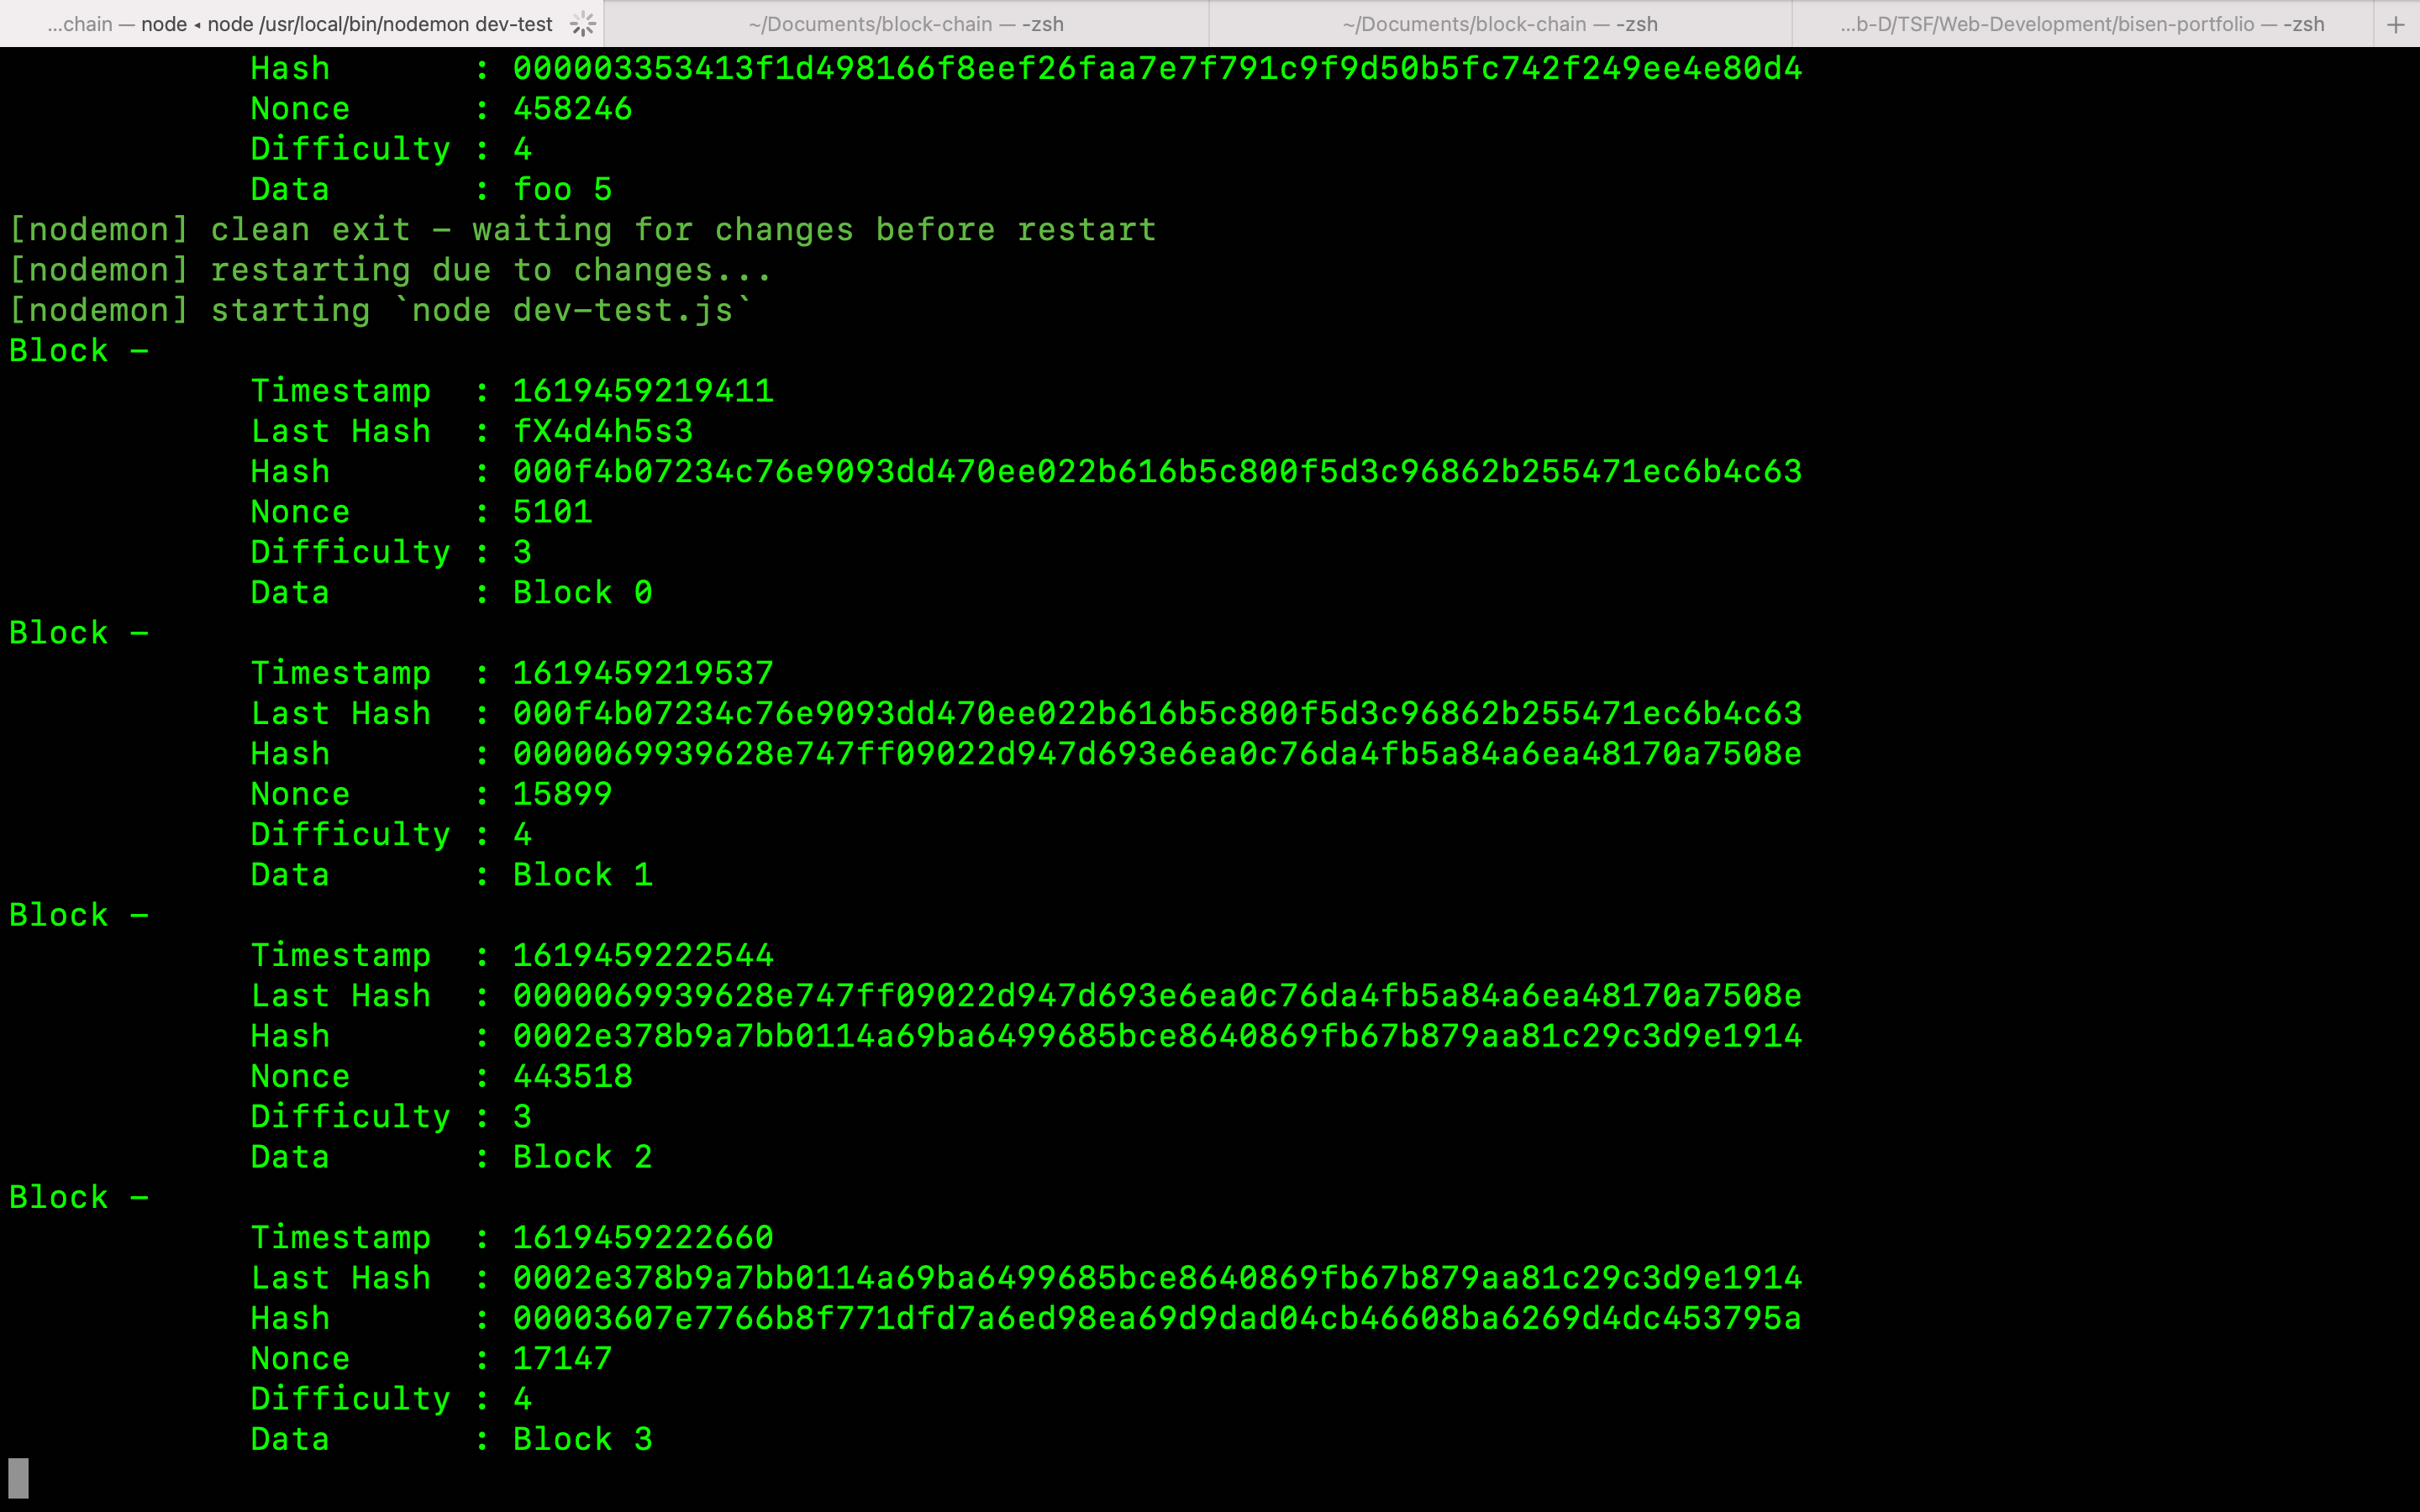 ...chain — node ◂ node /usr/local/bin/nodemon dev-test
~/Documents/block-chain — -zsh
~/Documents/block-chain — -zsh
...b-D/TSF/Web-Development/bisen-portfolio — -zsh
+
Hash : 000003353413f1d498166f8eef26faa7e7f791c9f9d50b5fc742f249ee4e80d4
Nonce : 458246
Difficulty : 4
Data : foo 5
[nodemon] clean exit - waiting for changes before restart
[nodemon] restarting due to changes...
[nodemon] starting `node dev-test.js`
Block -
Timestamp : 1619459219411
Last Hash : fX4d4h5s3
Hash : 000f4b07234c76e9093dd470ee022b616b5c800f5d3c96862b255471ec6b4c63
Nonce : 5101
Difficulty : 3
Data : Block 0
Block -
Timestamp : 1619459219537
Last Hash : 000f4b07234c76e9093dd470ee022b616b5c800f5d3c96862b255471ec6b4c63
Hash : 0000069939628e747ff09022d947d693e6ea0c76da4fb5a84a6ea48170a7508e
Nonce : 15899
Difficulty : 4
Data : Block 1
Block -
Timestamp : 1619459222544
Last Hash : 0000069939628e747ff09022d947d693e6ea0c76da4fb5a84a6ea48170a7508e
Hash : 0002e378b9a7bb0114a69ba6499685bce8640869fb67b879aa81c29c3d9e1914
Nonce : 443518
Difficulty : 3
Data : Block 2
Block -
Timestamp : 1619459222660
Last Hash : 0002e378b9a7bb0114a69ba6499685bce8640869fb67b879aa81c29c3d9e1914
Hash : 00003607e7766b8f771dfd7a6ed98ea69d9dad04cb46608ba6269d4dc453795a
Nonce : 17147
Difficulty : 4
Data : Block 3